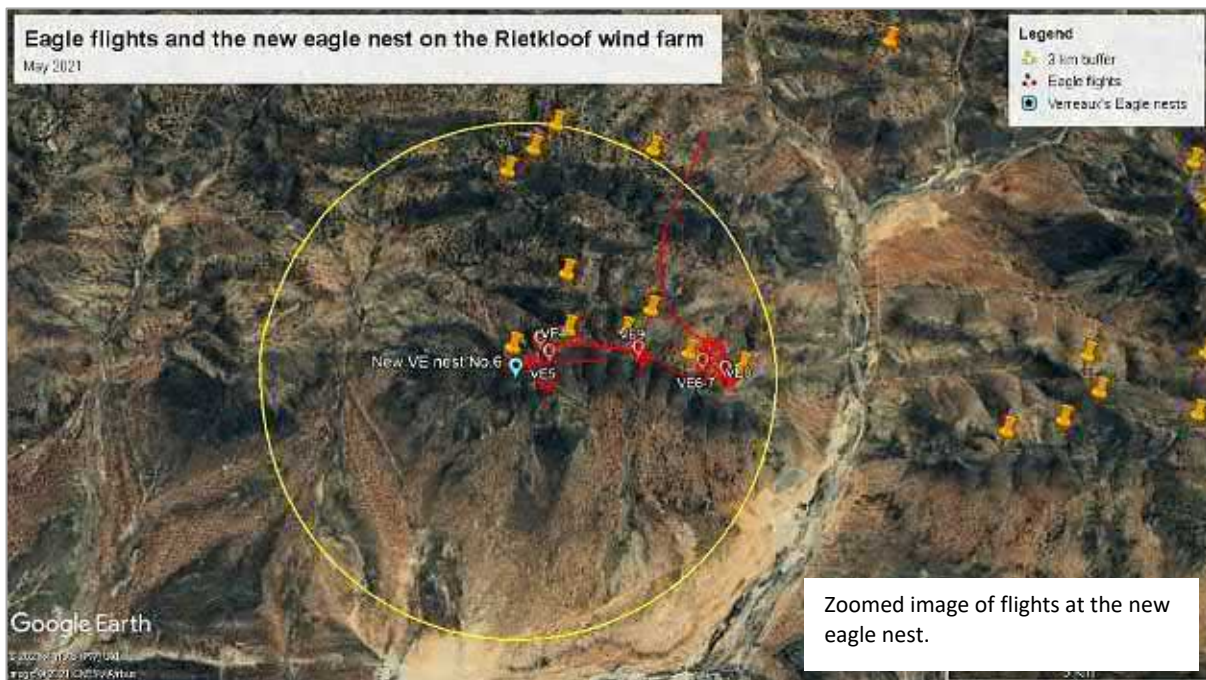 Eagle flights and the new eagle nest on the Rietkloof wind farm
May 2021
Legend
3 km buffer
Eagle flights
Verreaux's Eagle nests
VE9
New VE nest No.6
VE5
VE6-7
Zoomed image of flights at the new
eagle nest.
Google Earth